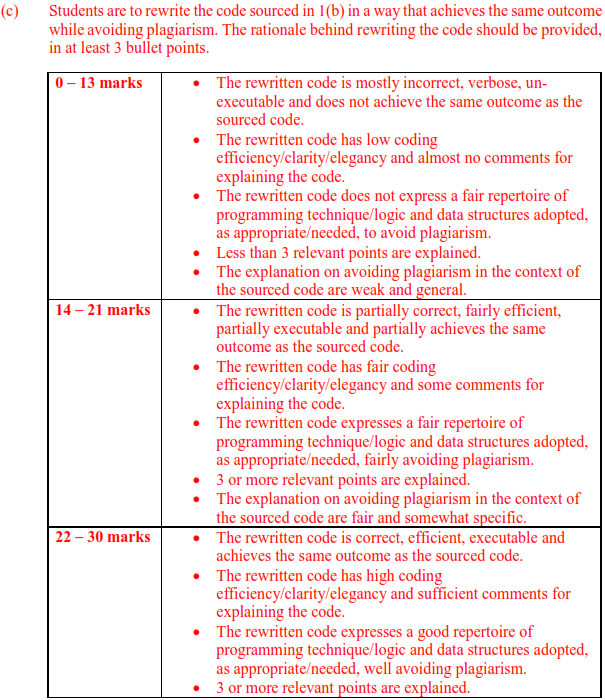 (c) Students are to rewrite the code sourced in 1(b) in a way that achieves the same outcome
while avoiding plagiarism. The rationale behind rewriting the code should be provided,
in at least 3 bullet points.
0 – 13 marks
• The rewritten code is mostly incorrect, verbose, un-
executable and does not achieve the same outcome as the
sourced code.
• The rewritten code has low coding
efficiency/clarity/elegancy and almost no comments for
explaining the code.
• The rewritten code does not express a fair repertoire of
programming technique/logic and data structures adopted,
as appropriate/needed, to avoid plagiarism.
• Less than 3 relevant points are explained.
• The explanation on avoiding plagiarism in the context of
the sourced code are weak and general.
14 – 21 marks
• The rewritten code is partially correct, fairly efficient,
partially executable and partially achieves the same
outcome as the sourced code.
• The rewritten code has fair coding
efficiency/clarity/elegancy and some comments for
explaining the code.
• The rewritten code expresses a fair repertoire of
programming technique/logic and data structures adopted,
as appropriate/needed, fairly avoiding plagiarism.
• 3 or more relevant points are explained.
• The explanation on avoiding plagiarism in the context of
the sourced code are fair and somewhat specific.
22 – 30 marks
• The rewritten code is correct, efficient, executable and
achieves the same outcome as the sourced code.
• The rewritten code has high coding
efficiency/clarity/elegancy and sufficient comments for
explaining the code.
• The rewritten code expresses a good repertoire of
programming technique/logic and data structures adopted,
as appropriate/needed, well avoiding plagiarism.
• 3 or more relevant points are explained.